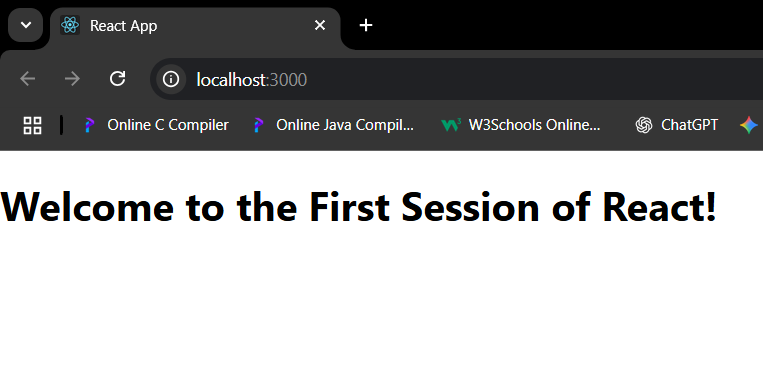 React App
localhost:3000
Online C Compiler Online Java Compil... W3Schools Online... ChatGPT
Welcome to the First Session of React!